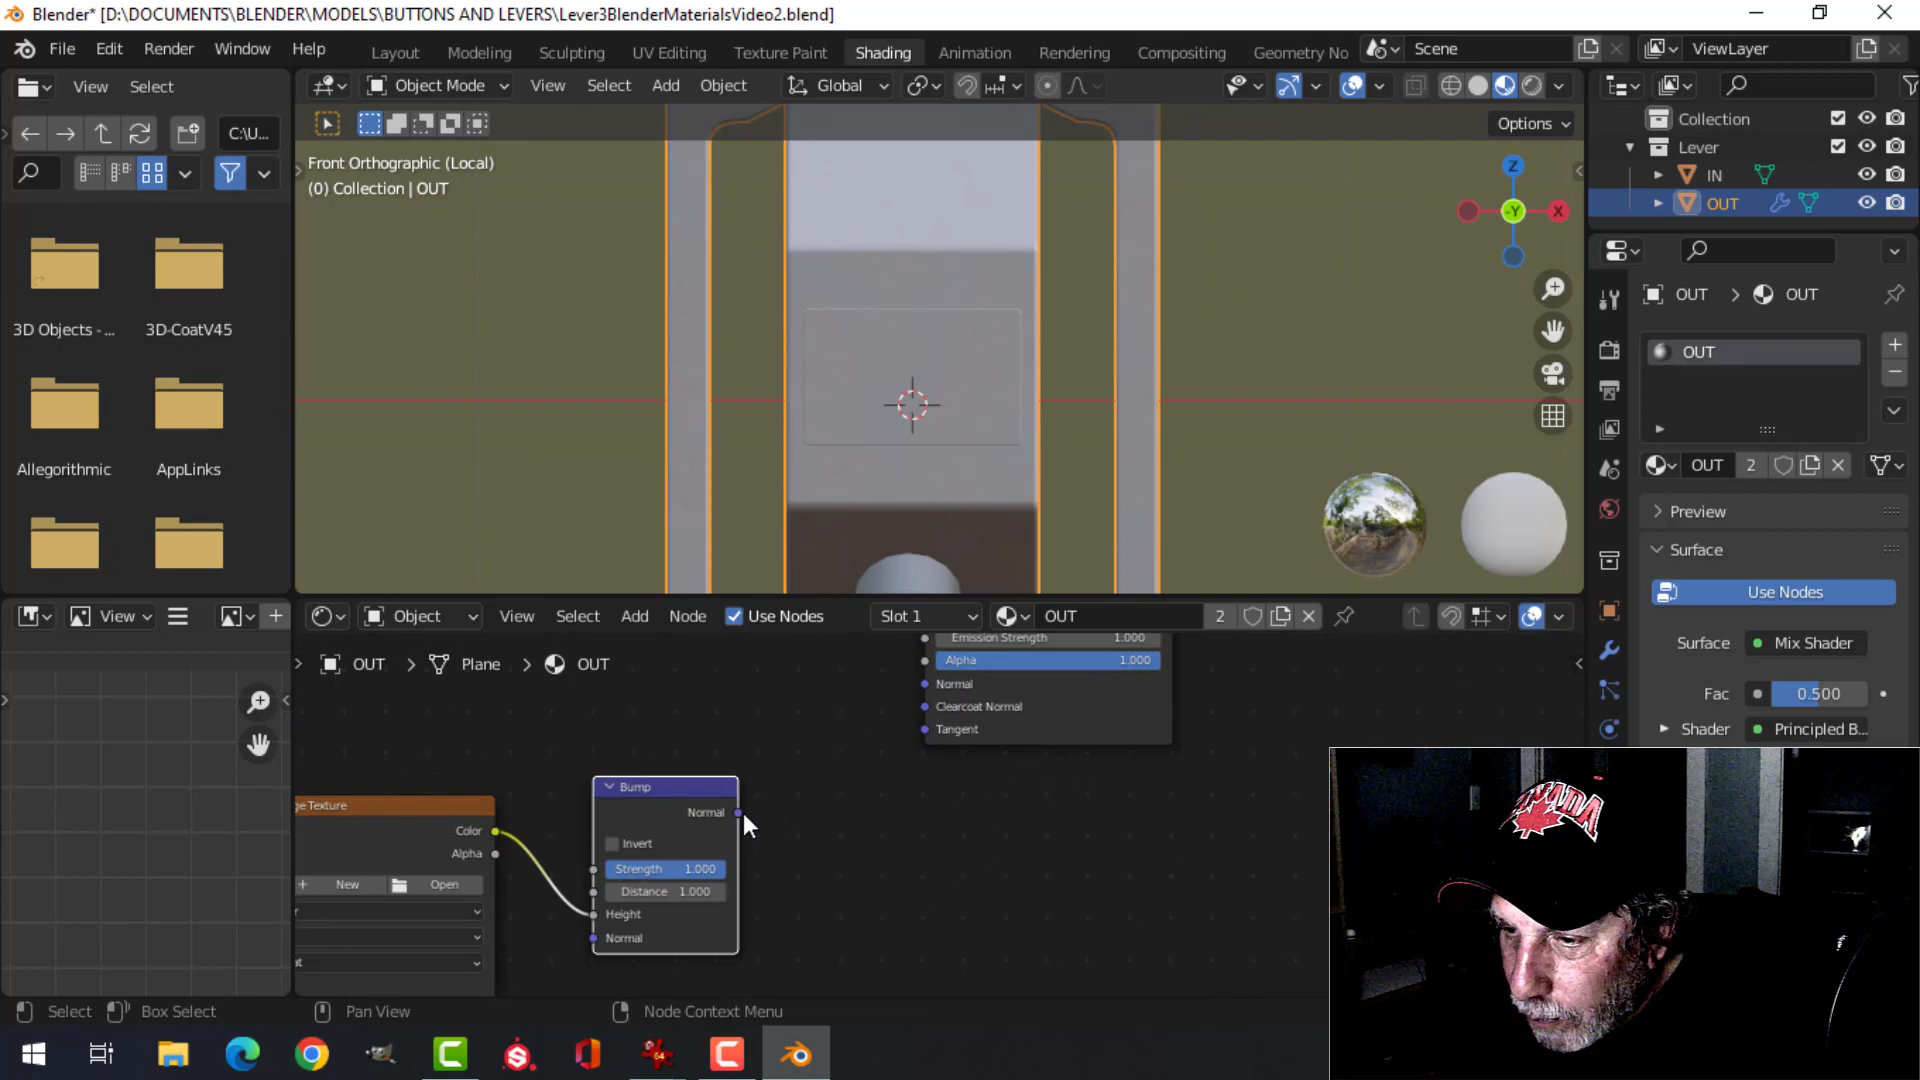 Blender* [D:\DOCUMENTS\BLENDER\MODELS\BUTTONS AND LEVERS\Lever3BlenderMaterialsVideo2.blend]
File Edit Render Window Help
Layout Modeling Sculpting UV Editing Texture Paint Shading Animation Rendering Compositing Geometry No
Scene
ViewLayer
View Select
Object Mode View Select Add Object Global
C:\U...
Options
Front Orthographic (Local)
(0) Collection | OUT
Z
-Y
X
3D Objects - ...
3D-CoatV45
Allegorithmic
AppLinks
Collection
Lever
IN
OUT
OUT > OUT
OUT
OUT 2
Preview
Surface
Use Nodes
Surface Mix Shader
Fac 0.500
Shader Principled B...
View
Object View Select Add Node Use Nodes Slot 1 OUT 2
OUT > Plane > OUT
Emission Strength 1.000
Alpha 1.000
Normal
Clearcoat Normal
Tangent
ge Texture
Color
Alpha
New Open
r
at
Bump
Normal
Invert
Strength 1.000
Distance 1.000
Height
Normal
CANADA
Select Box Select Pan View Node Context Menu